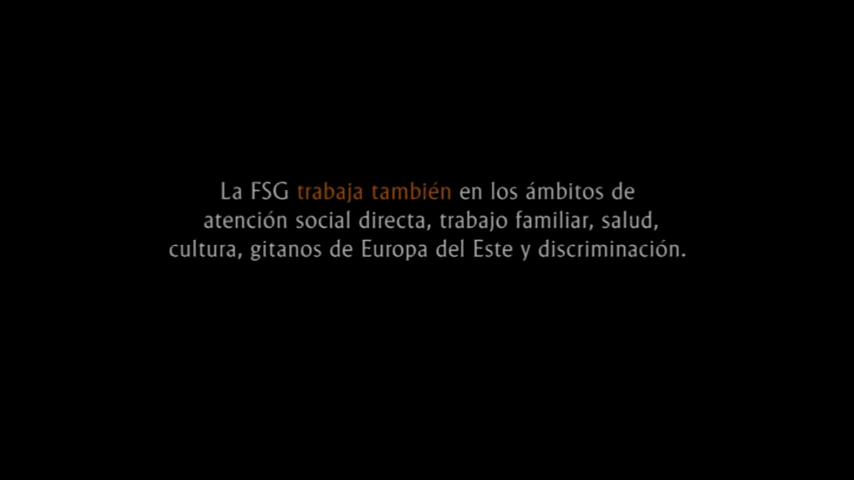 La FSG trabaja también en los ámbitos de
atención social directa, trabajo familiar, salud,
cultura, gitanos de Europa del Este y discriminación.